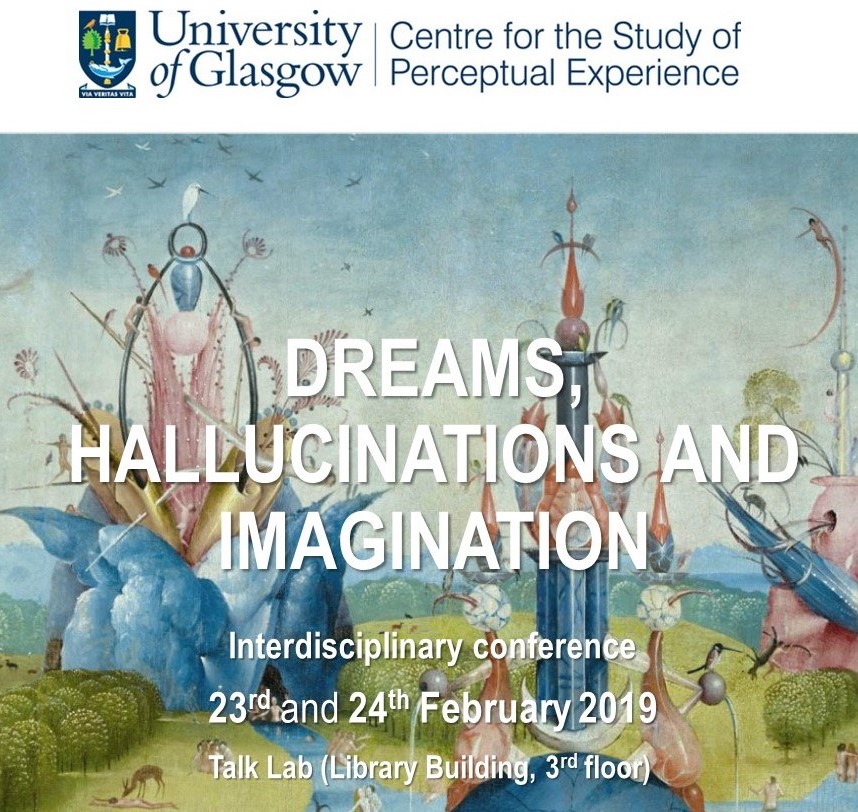 University
of Glasgow
Centre for the Study of
Perceptual Experience
VIA VERITAS VITA
DREAMS,
HALLUCINATIONS AND
IMAGINATION
Interdisciplinary conference
23rd and 24th February 2019
Talk Lab (Library Building, 3rd floor)